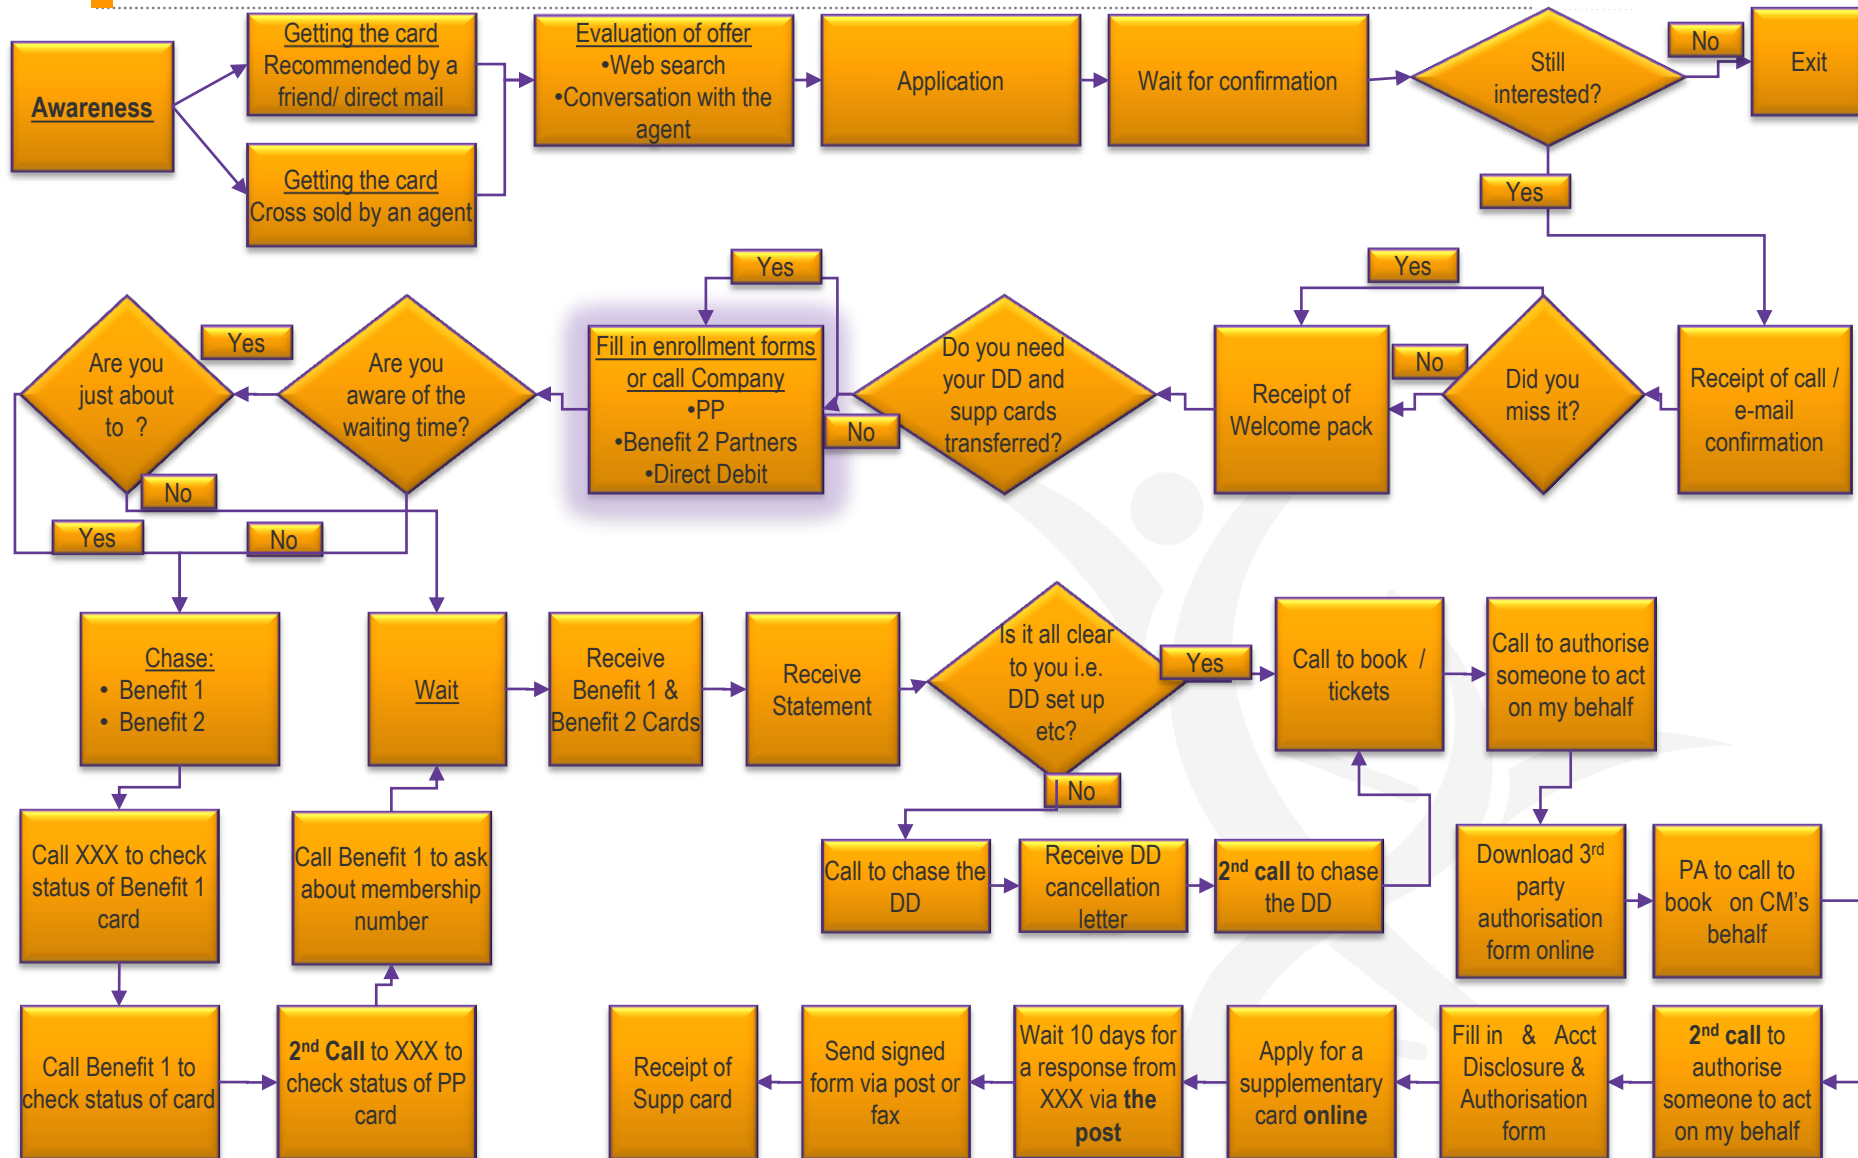 Awareness
Getting the card
Recommended by a
friend/ direct mail
Getting the card
Cross sold by an agent
Evaluation of offer
•Web search
•Conversation with the
agent
Application
Wait for confirmation
Still
interested?
No
Exit
Yes
Are you
just about
to  ?
Yes
Are you
aware of the
waiting time?
Yes
Fill in enrollment forms
or call Company
•PP
•Benefit 2 Partners
•Direct Debit
No
Do you need
your DD and
supp cards
transferred?
Receipt of
Welcome pack
Yes
No
Did you
miss it?
Receipt of call /
e-mail
confirmation
No
Yes
No
Chase:
• Benefit 1
• Benefit 2
Wait
Receive
Benefit 1 &
Benefit 2 Cards
Receive
Statement
Is it all clear
to you i.e.
DD set up
etc?
Yes
No
Call to book  /
tickets
Call to authorise
someone to act
on my behalf
Call XXX to check
status of Benefit 1
card
Call Benefit 1 to ask
about membership
number
Call to chase the
DD
Receive DD
cancellation
letter
2nd call to chase
the DD
Download 3rd
party
authorisation
form online
PA to call to
book  on CM's
behalf
Call Benefit 1 to
check status of card
2nd Call to XXX to
check status of PP
card
Receipt of
Supp card
Send signed
form via post or
fax
Wait 10 days for
a response from
XXX via the
post
Apply for a
supplementary
card online
Fill in  &  Acct
Disclosure &
Authorisation
form
2nd call to
authorise
someone to act
on my behalf